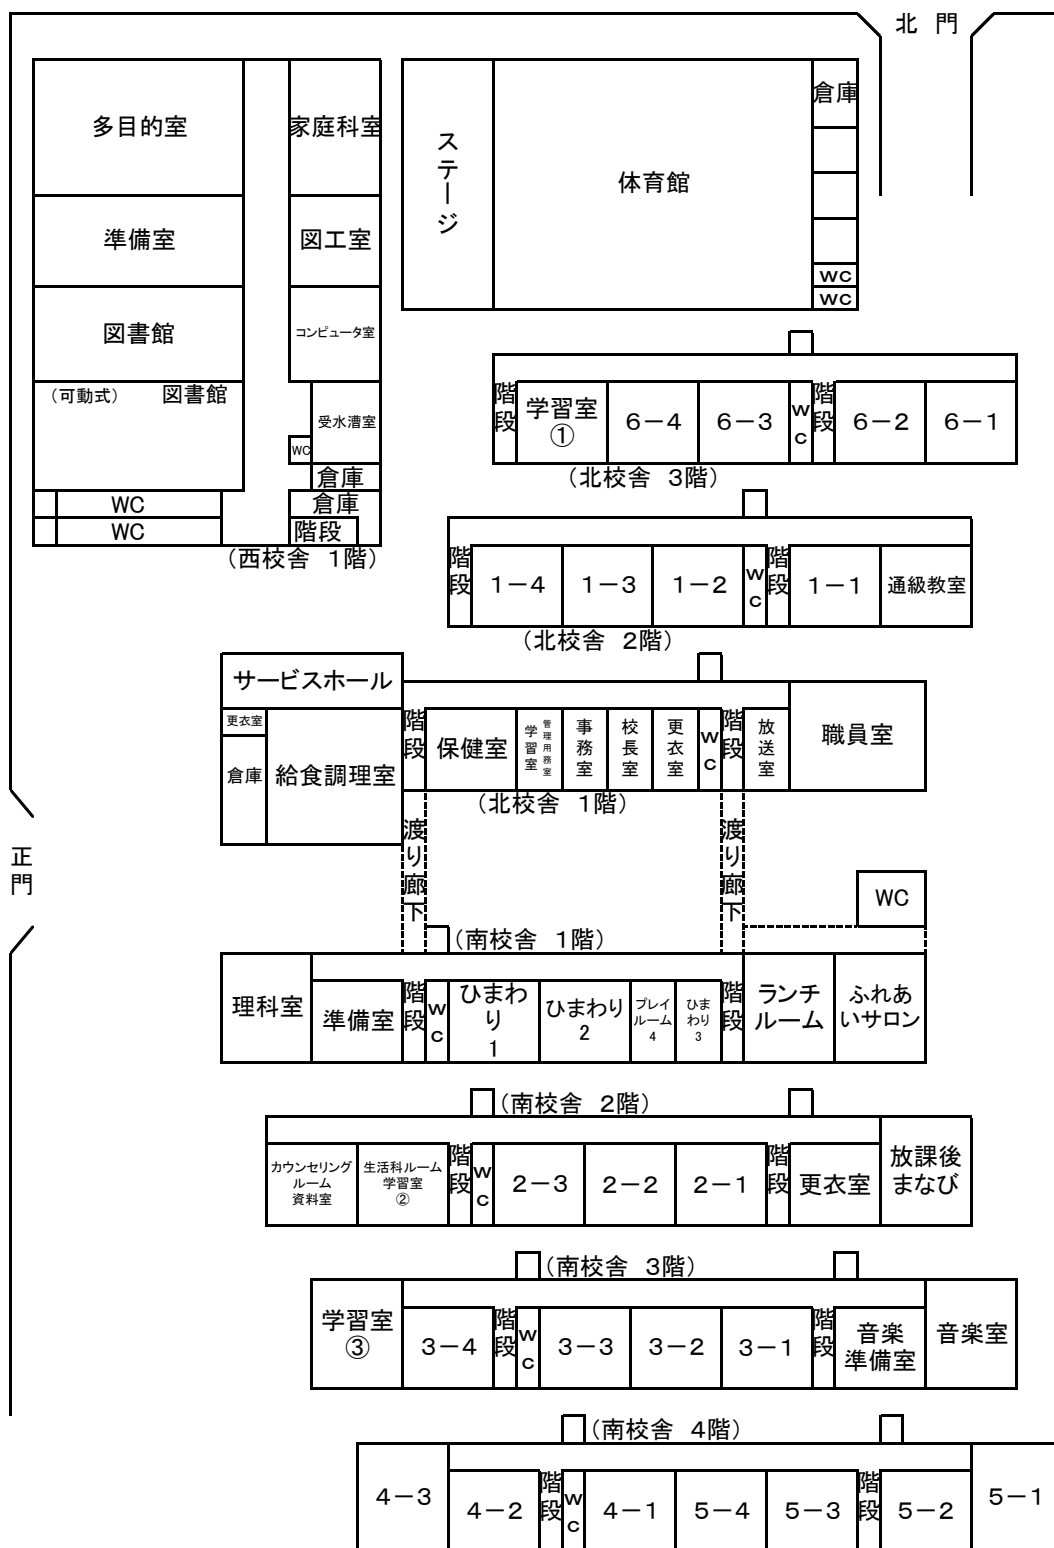 北 門
多目的室
家庭科室
ステージ
体育館
倉庫
準備室
図工室
WC
WC
図書館
コンピュータ室
(可動式) 図書館
受水漕室
WC
倉庫
WC
倉庫
WC
階段
(西校舎 1階)
階段
学習室
①
6-4
6-3
WC
階段
6-2
6-1
(北校舎 3階)
階段
1-4
1-3
1-2
WC
階段
1-1
通級教室
(北校舎 2階)
サービスホール
更衣室
倉庫
給食調理室
階段
保健室
学習室
管理用務室
事務室
校長室
更衣室
WC
階段
放送室
職員室
(北校舎 1階)
渡り廊下
渡り廊下
正門
WC
(南校舎 1階)
理科室
準備室
階段
WC
ひまわ
り
1
ひまわり
2
プレイ
ルーム
4
ひま
わり
3
階段
ランチ
ルーム
ふれあ
いサロン
(南校舎 2階)
カウンセリング
ルーム
資料室
生活科ルーム
学習室
②
階段
WC
2-3
2-2
2-1
階段
更衣室
放課後
まなび
(南校舎 3階)
学習室
③
3-4
階段
WC
3-3
3-2
3-1
階段
音楽
準備室
音楽室
(南校舎 4階)
4-3
4-2
階段
WC
4-1
5-4
5-3
階段
5-2
5-1